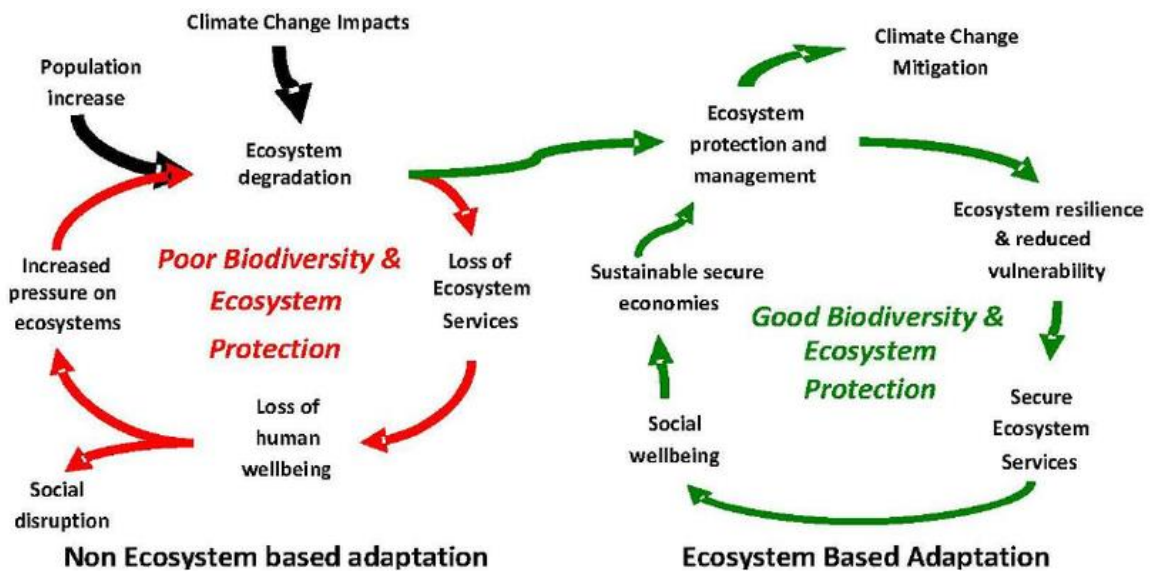 Climate Change Impacts
Population
increase
Ecosystem
degradation
Increased
pressure on
ecosystems
Poor Biodiversity &
Ecosystem
Protection
Loss of
Ecosystem
Services
Loss of
human
wellbeing
Social
disruption
Non Ecosystem based adaptation
Climate Change
Mitigation
Ecosystem
protection and
management
Ecosystem resilience
& reduced
vulnerability
Sustainable secure
economies
Good Biodiversity &
Ecosystem
Protection
Secure
Ecosystem
Services
Social
wellbeing
Ecosystem Based Adaptation